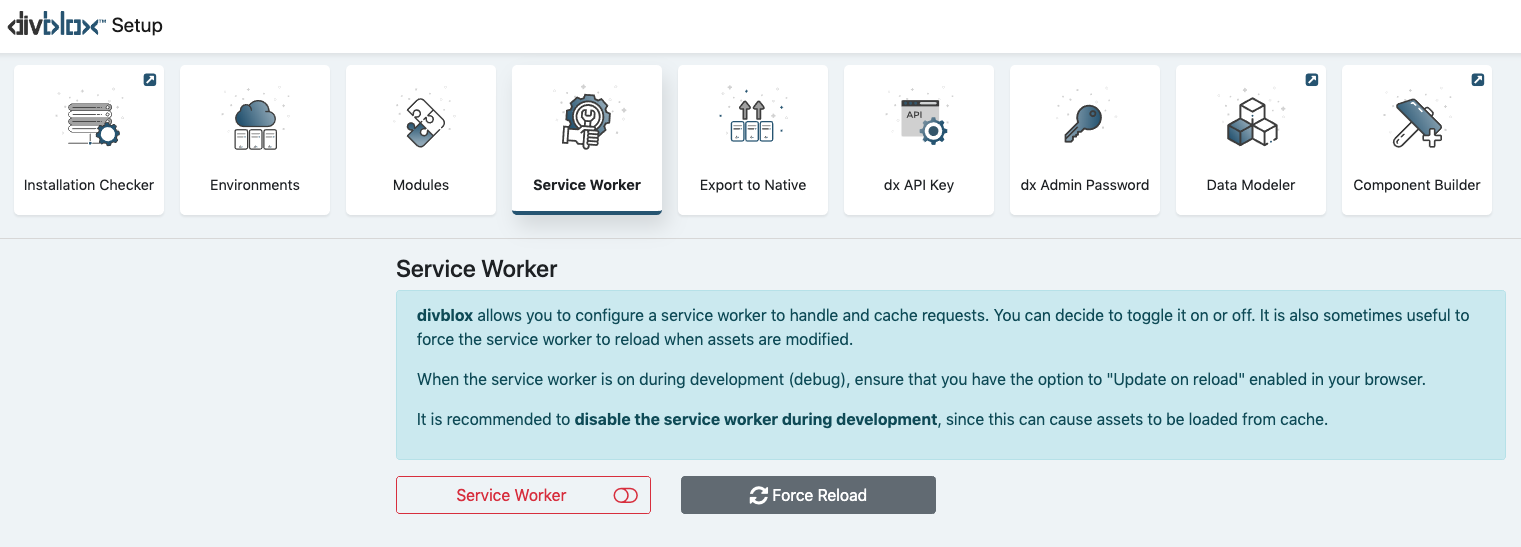 divblox™ Setup
Installation Checker
Environments
23
Modules
Service Worker
Export to Native
API
dx API Key
dx Admin Password
Data Modeler
Component Builder
Service Worker
divblox allows you to configure a service worker to handle and cache requests. You can decide to toggle it on or off. It is also sometimes useful to
force the service worker to reload when assets are modified.
When the service worker is on during development (debug), ensure that you have the option to "Update on reload" enabled in your browser.
It is recommended to disable the service worker during development, since this can cause assets to be loaded from cache.
Service Worker
Force Reload